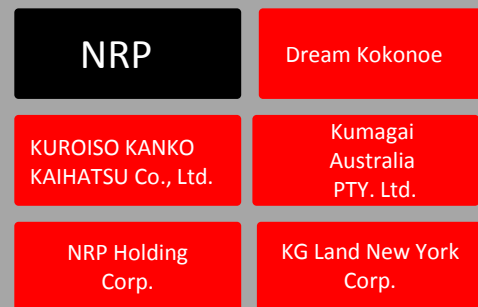 NRP
Dream Kokonoe
KUROISO KANKO
KAIHATSU Co., Ltd.
Kumagai
Australia
PTY. Ltd.
NRP Holding
Corp.
KG Land New York
Corp.